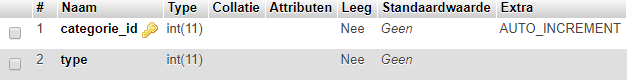 # Naam Type Collatie Attributen Leeg Standaardwaarde Extra
1 categorie_id int(11) Nee Geen AUTO_INCREMENT
2 type int(11) Nee Geen